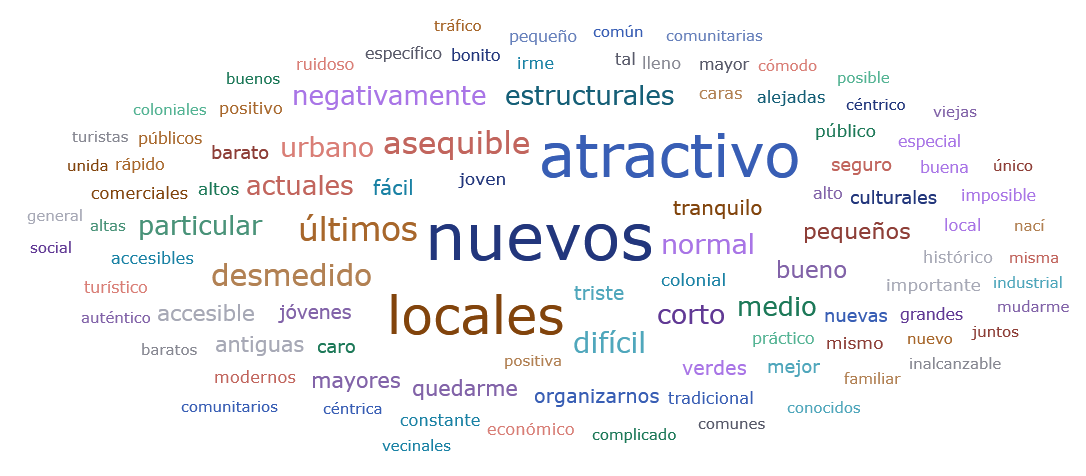 tráfico
pequeño común comunitarias
específico bonito irme tal lleno mayor cómodo
ruidoso
buenos posible
negativamente estructurales caras alejadas céntrico
coloniales positivo viejas
turistas públicos público especial
barato urbano asequible atractivo
unida rápido seguro buena único
comerciales altos actuales fácil joven
alto culturales imposible
general tranquilo
altas particular últimos nuevos pequeños local nací
social normal
accesibles histórico misma
desmedido colonial bueno
turístico triste importante industrial
auténtico accesible jóvenes locales corto medio nuevas grandes mudarme
baratos antiguas caro difícil práctico mismo nuevo juntos
positiva inalcanzable
modernos mayores quedarme verdes mejor familiar
organizarnos tradicional
comunitarios céntrica conocidos
constante económico complicado comunes
vecinales